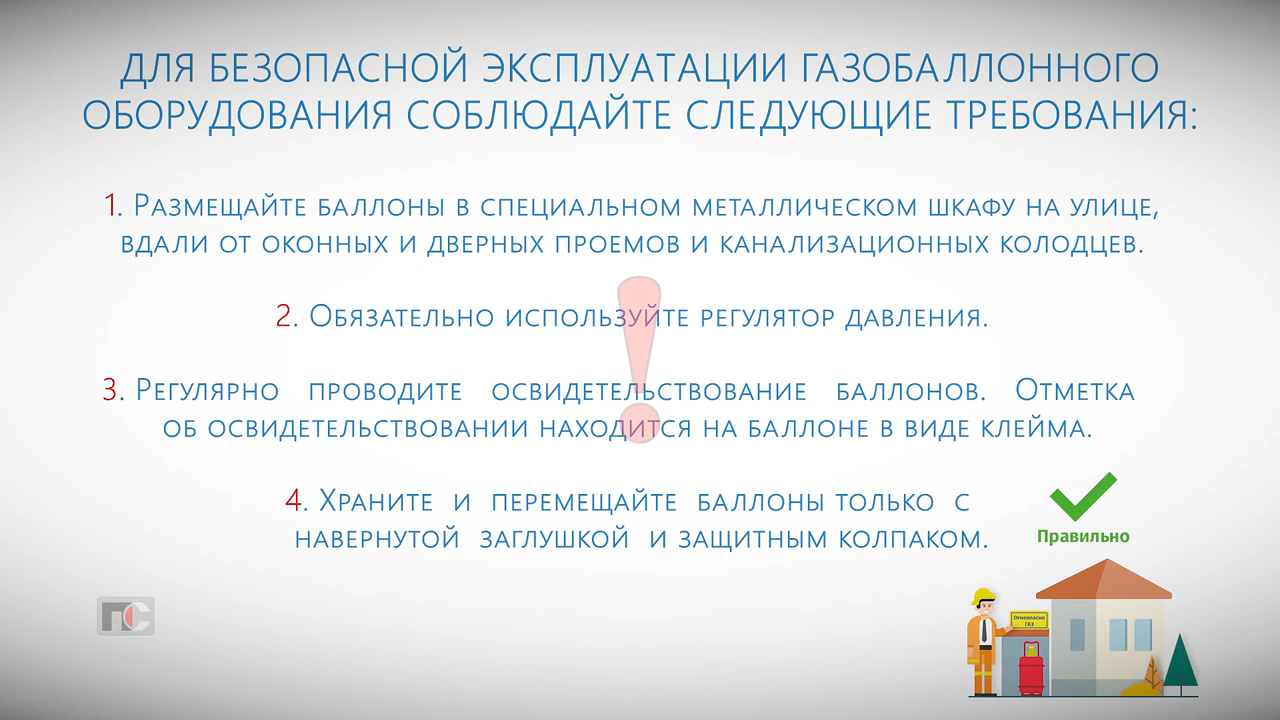 ДЛЯ БЕЗОПАСНОЙ ЭКСПЛУАТАЦИИ ГАЗОБАЛЛОННОГО
ОБОРУДОВАНИЯ СОБЛЮДАЙТЕ СЛЕДУЮЩИЕ ТРЕБОВАНИЯ:
1. Размещайте баллоны в специальном металлическом шкафу на улице,
вдали от оконных и дверных проемов и канализационных колодцев.
2. Обязательно используйте регулятор давления.
3. Регулярно проводите освидетельствование баллонов. Отметка
об освидетельствовании находится на баллоне в виде клейма.
4. Храните и перемещайте баллоны только с
навернутой заглушкой и защитным колпаком.
!
Правильно
Огнеопасно
ГАЗ
ПС